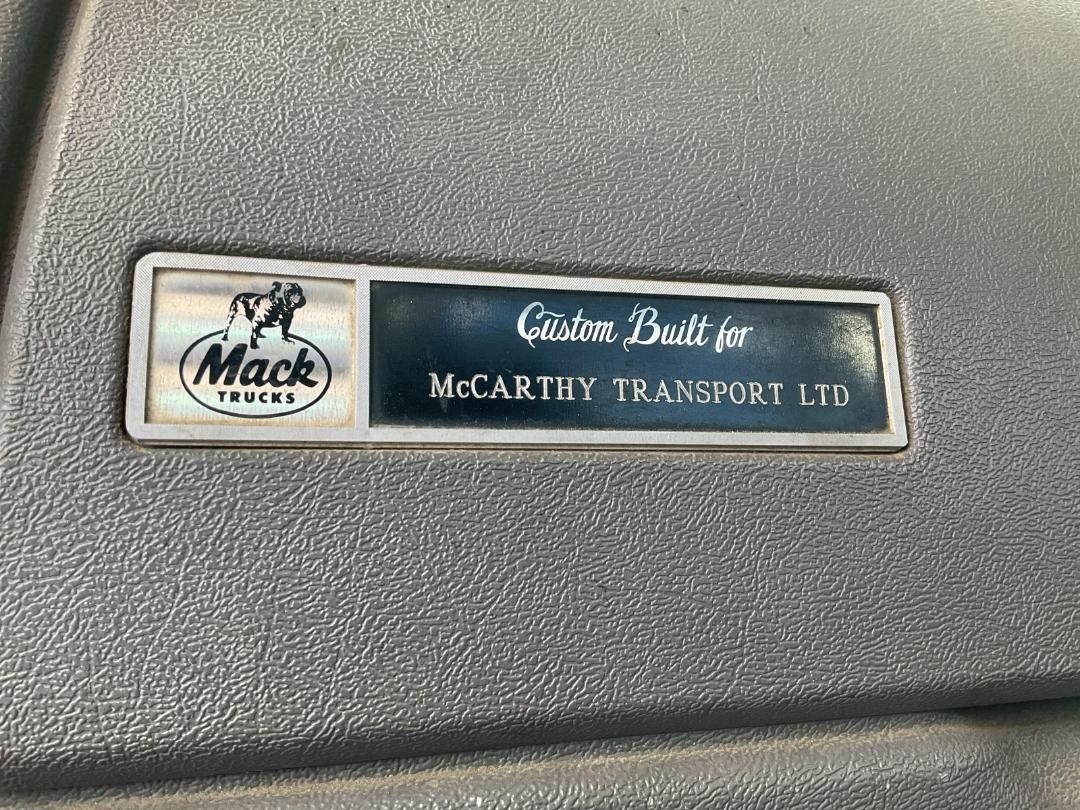 Mack
TRUCKS
Custom Built for
McCARTHY TRANSPORT LTD